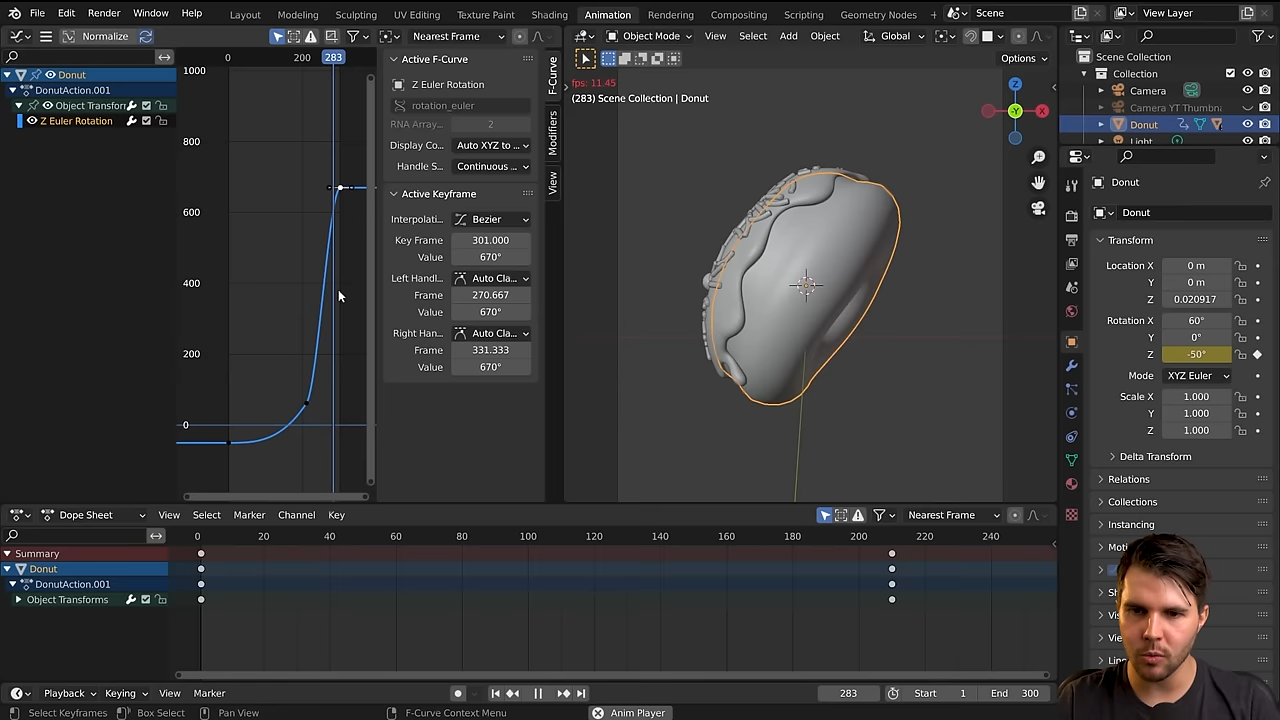 File Edit Render Window Help Layout Modeling Sculpting UV Editing Texture Paint Shading Animation Rendering Compositing Scripting Geometry Nodes + Scene View Layer
Normalize Nearest Frame Object Mode View Select Add Object Global
0 200 283 Active F-Curve Options
1000 Donut Z Euler Rotation fps: 11.45 Scene Collection
DonutAction.001 rotation_euler (283) Scene Collection | Donut Collection
Object Transfor RNA Array... 2 Camera
Z Euler Rotation Display Co... Auto XYZ to ... Camera YT Thumbna
800 Handle S... Continuous ... Donut
Light
F-Curve
Modifiers
View
Z
X
-Y
Active Keyframe
Interpolati... Bezier
Key Frame 301.000
Value 670°
Left Handl... Auto Cla...
Frame 270.667
Value 670°
Right Han... Auto Cla...
Frame 331.333
Value 670°
600
400
200
0
Donut
Donut
Transform
Location X 0 m
Y 0 m
Z 0.020917
Rotation X 60°
Y 0°
Z -50°
Mode XYZ Euler
Scale X 1.000
Y 1.000
Z 1.000
Delta Transform
Relations
Collections
Instancing
Dope Sheet View Select Marker Channel Key Nearest Frame
0 20 40 60 80 100 120 140 160 180 200 220 240
Summary
Donut
DonutAction.001
Object Transforms
Playback Keying View Marker 283 Start 1 End 300
Select Keyframes Box Select Pan View F-Curve Context Menu Anim Player